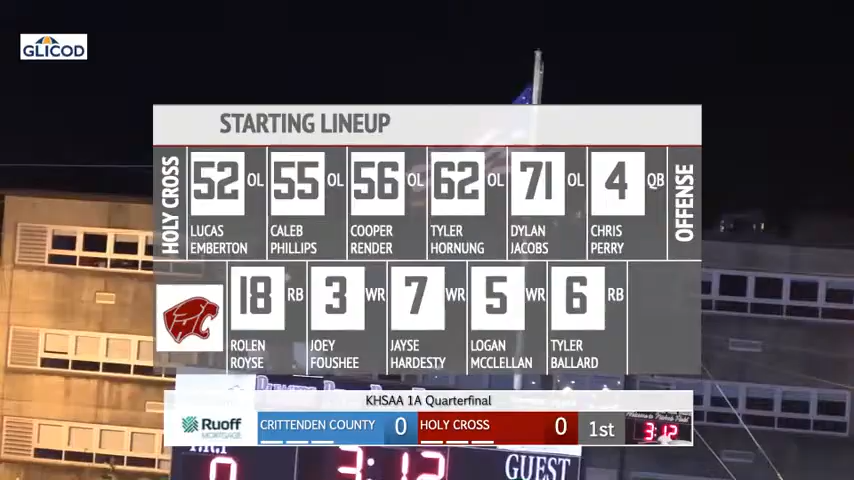 GLICOD
STARTING LINEUP
HOLY CROSS
52 OL
LUCAS
EMBERTON
55 OL
CALEB
PHILLIPS
56 OL
COOPER
RENDER
62 OL
TYLER
HORNUNG
71 OL
DYLAN
JACOBS
4 QB
CHRIS
PERRY
OFFENSE
18 RB
ROLEN
ROYSE
3 WR
JOEY
FOUSHEE
7 WR
JAYSE
HARDESTY
5 WR
LOGAN
MCCLELLAN
6 RB
TYLER
BALLARD
KHSAA 1A Quarterfinal
Ruoff
MORTGAGE
CRITTENDEN COUNTY 0
HOLY CROSS 0
1st
3:12
0
3:12
GUEST